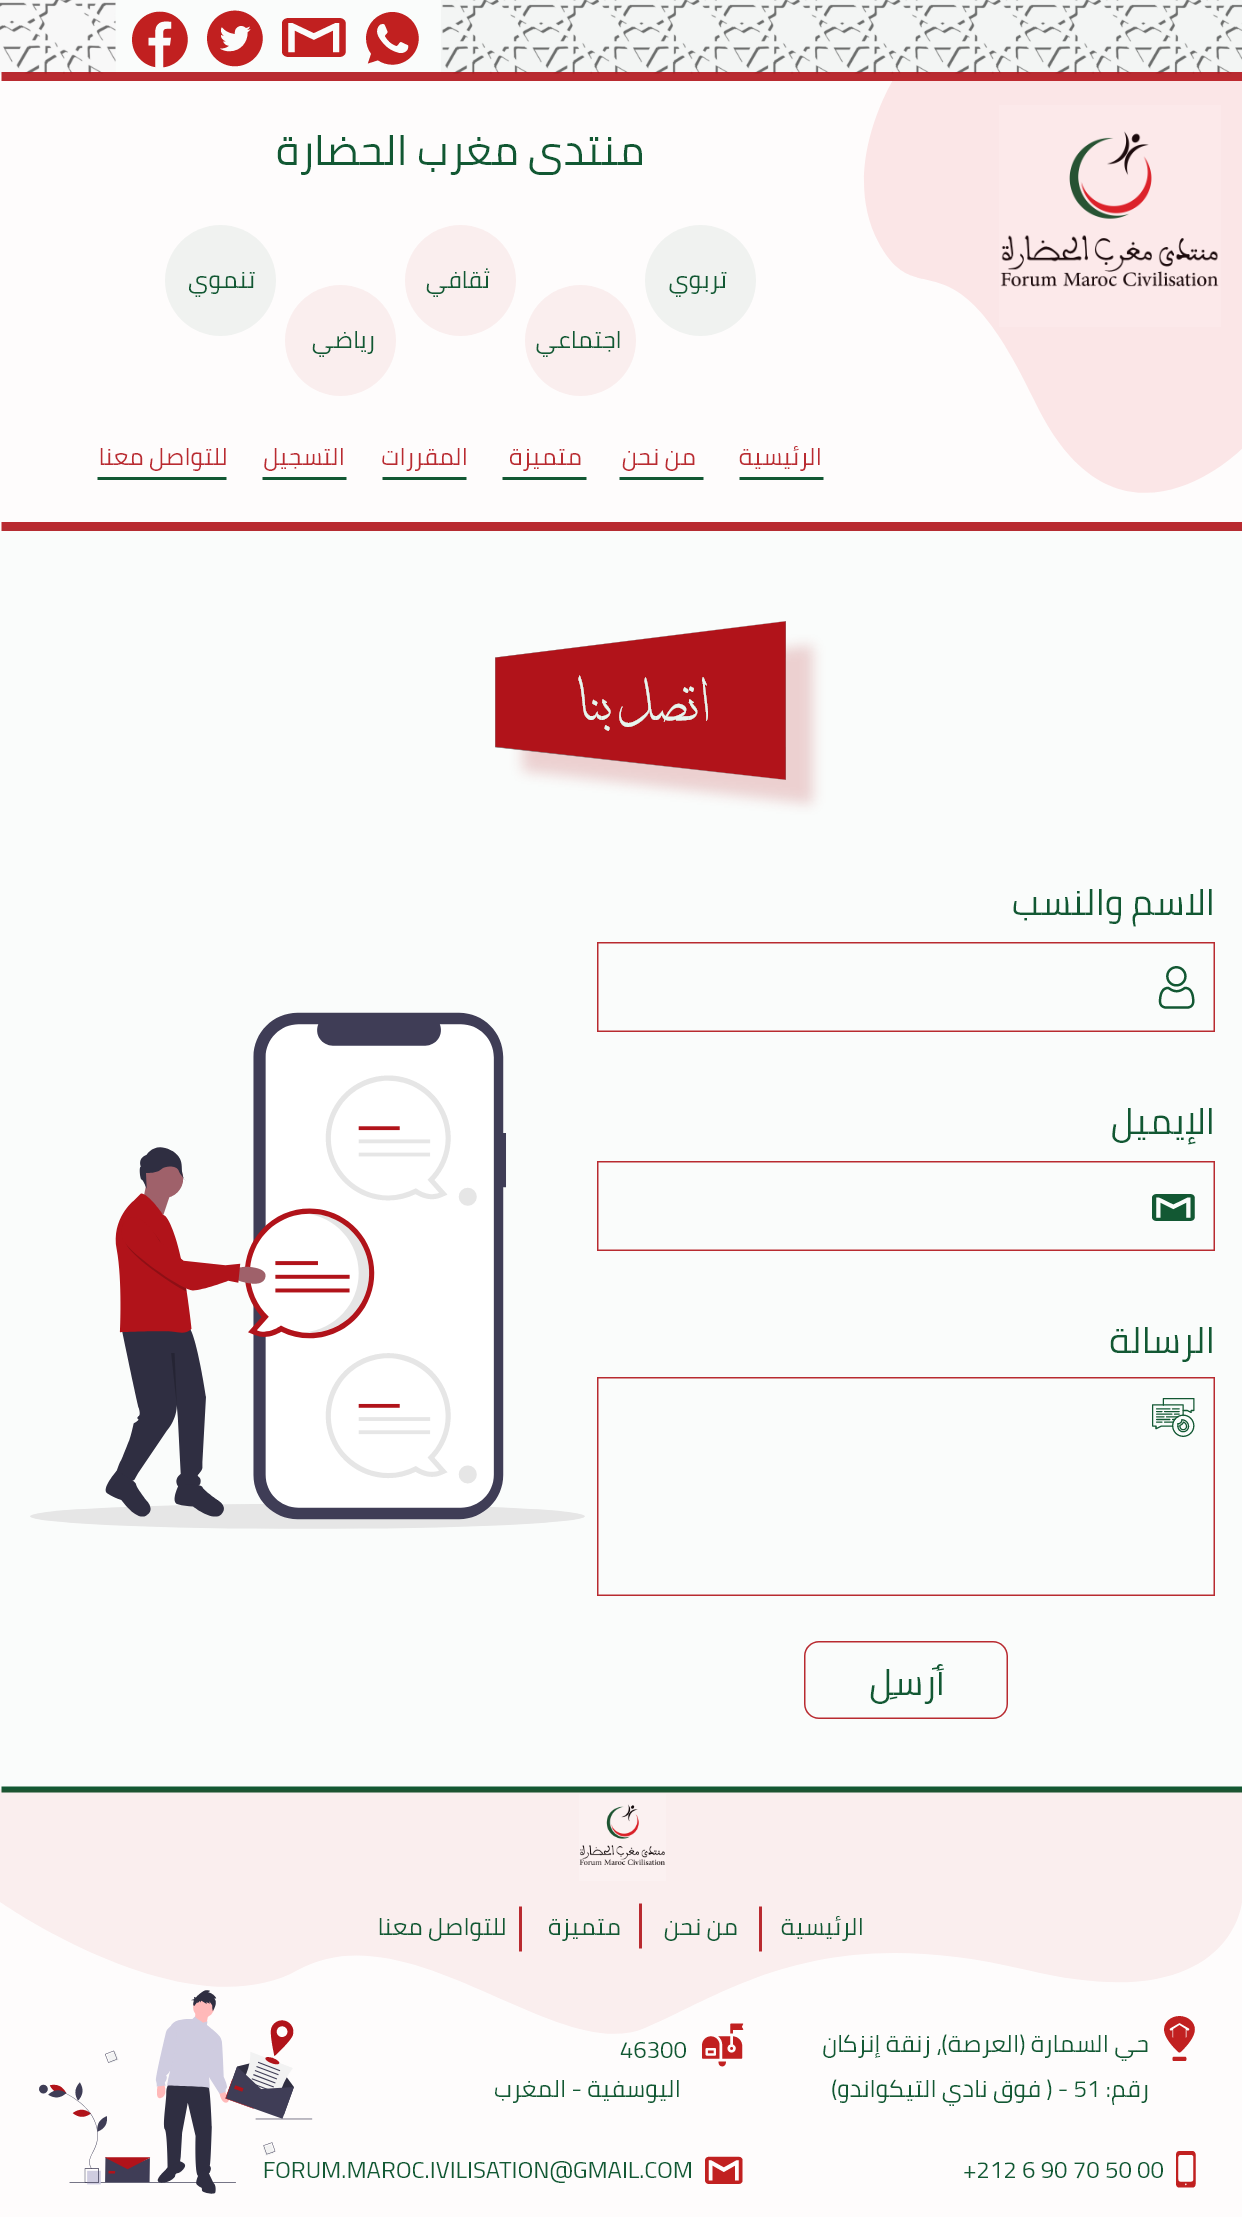 منتدى مغرب الحضارة
منتدى مغرب الحضارة
Forum Maroc Civilisation
تربوي
ثقافي
تنموي
اجتماعي
رياضي
الرئيسية
من نحن
متميزة
المقررات
التسجيل
للتواصل معنا
اتصل بنا
الاسم والنسب
الإيميل
الرسالة
أَرسلِ
منتدى مغرب الحضارة
Forum Maroc Civilisation
الرئيسية
من نحن
متميزة
للتواصل معنا
حي السمارة (العرصة)، زنقة إنزكان
رقم: 51 - ( فوق نادي التيكواندو)
46300
اليوسفية - المغرب
+212 6 90 70 50 00
FORUM.MAROC.IVILISATION@GMAIL.COM